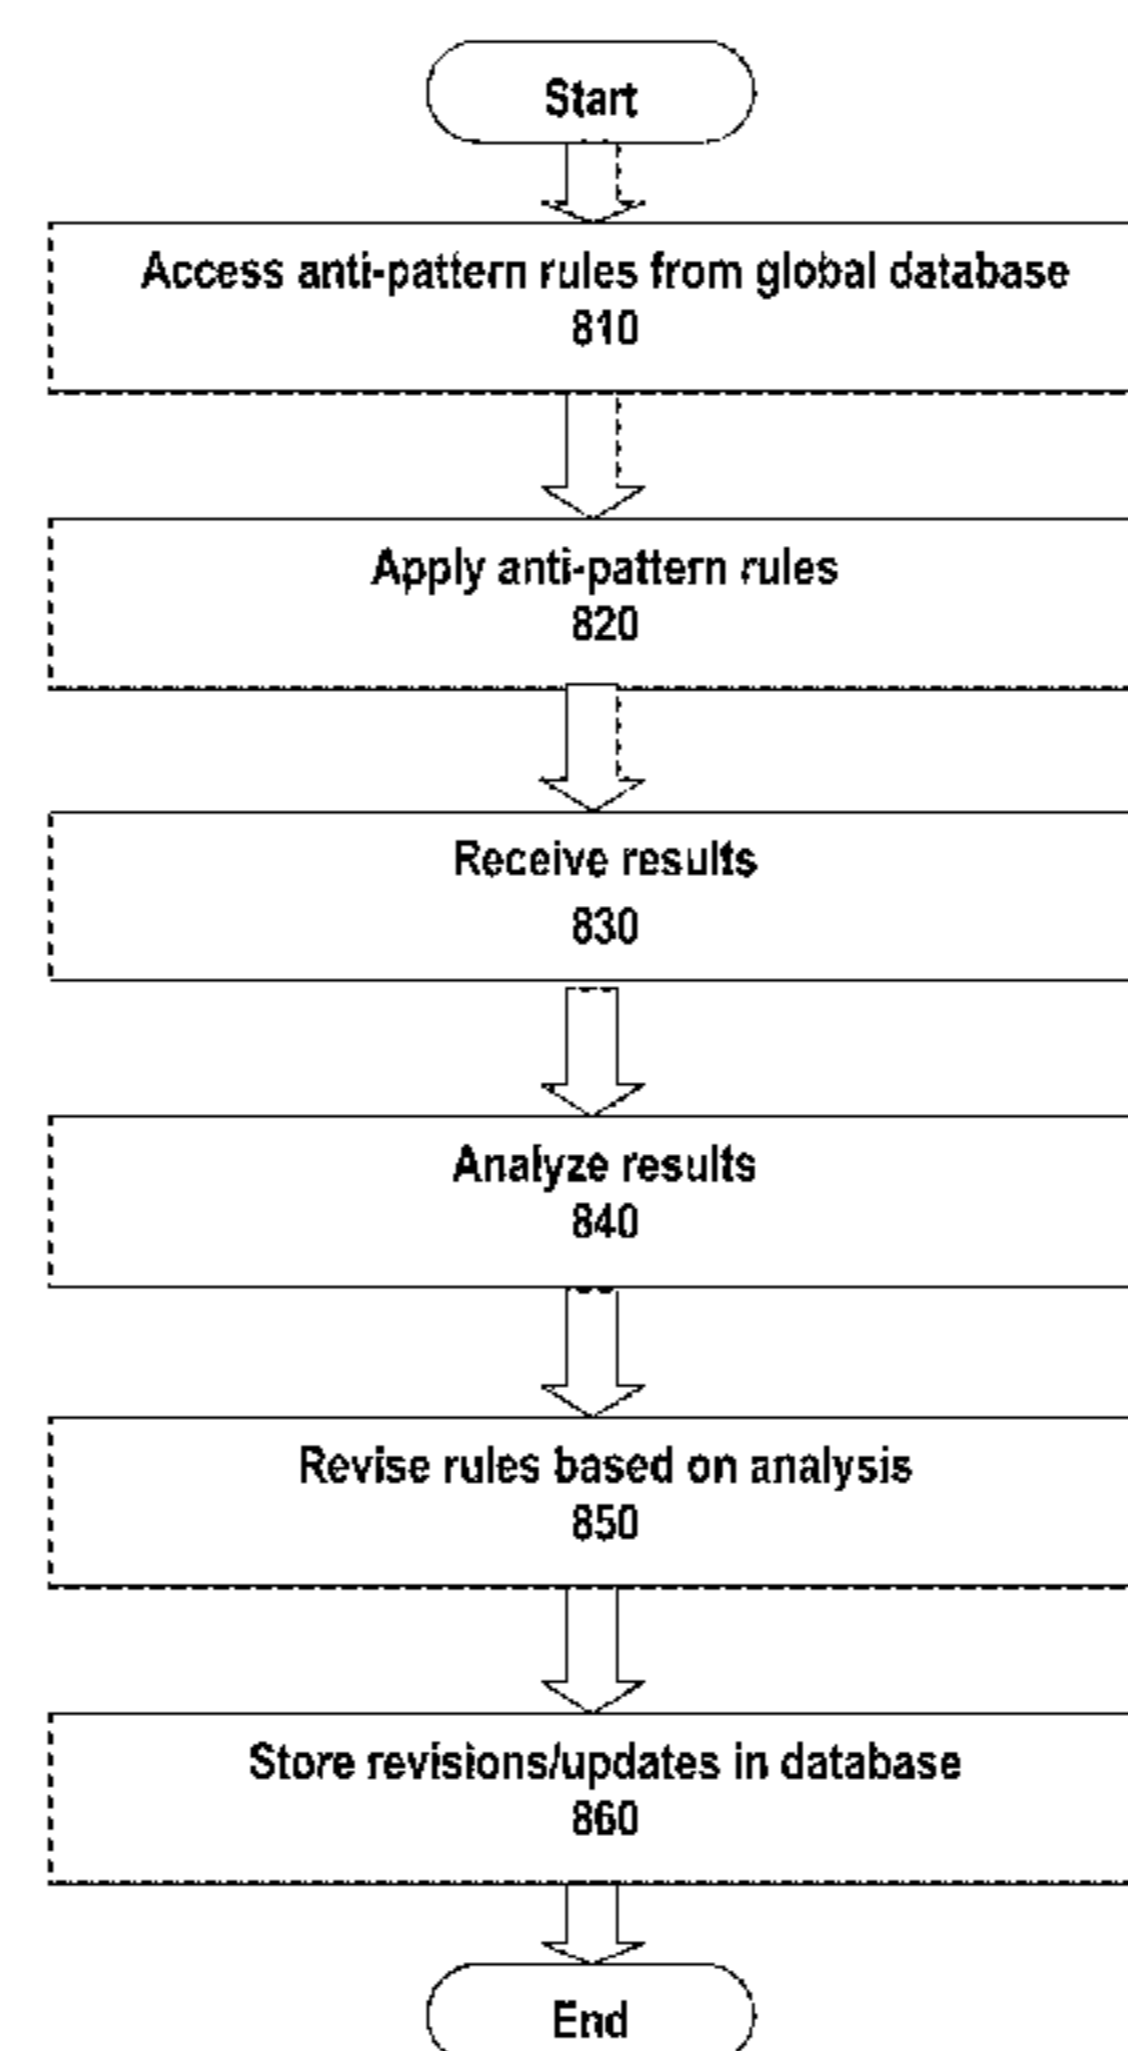 Start
Access anti-pattern rules from global database
810
Apply anti-pattern rules
820
Receive results
830
Analyze results
840
Revise rules based on analysis
850
Store revisions/updates in database
860
End